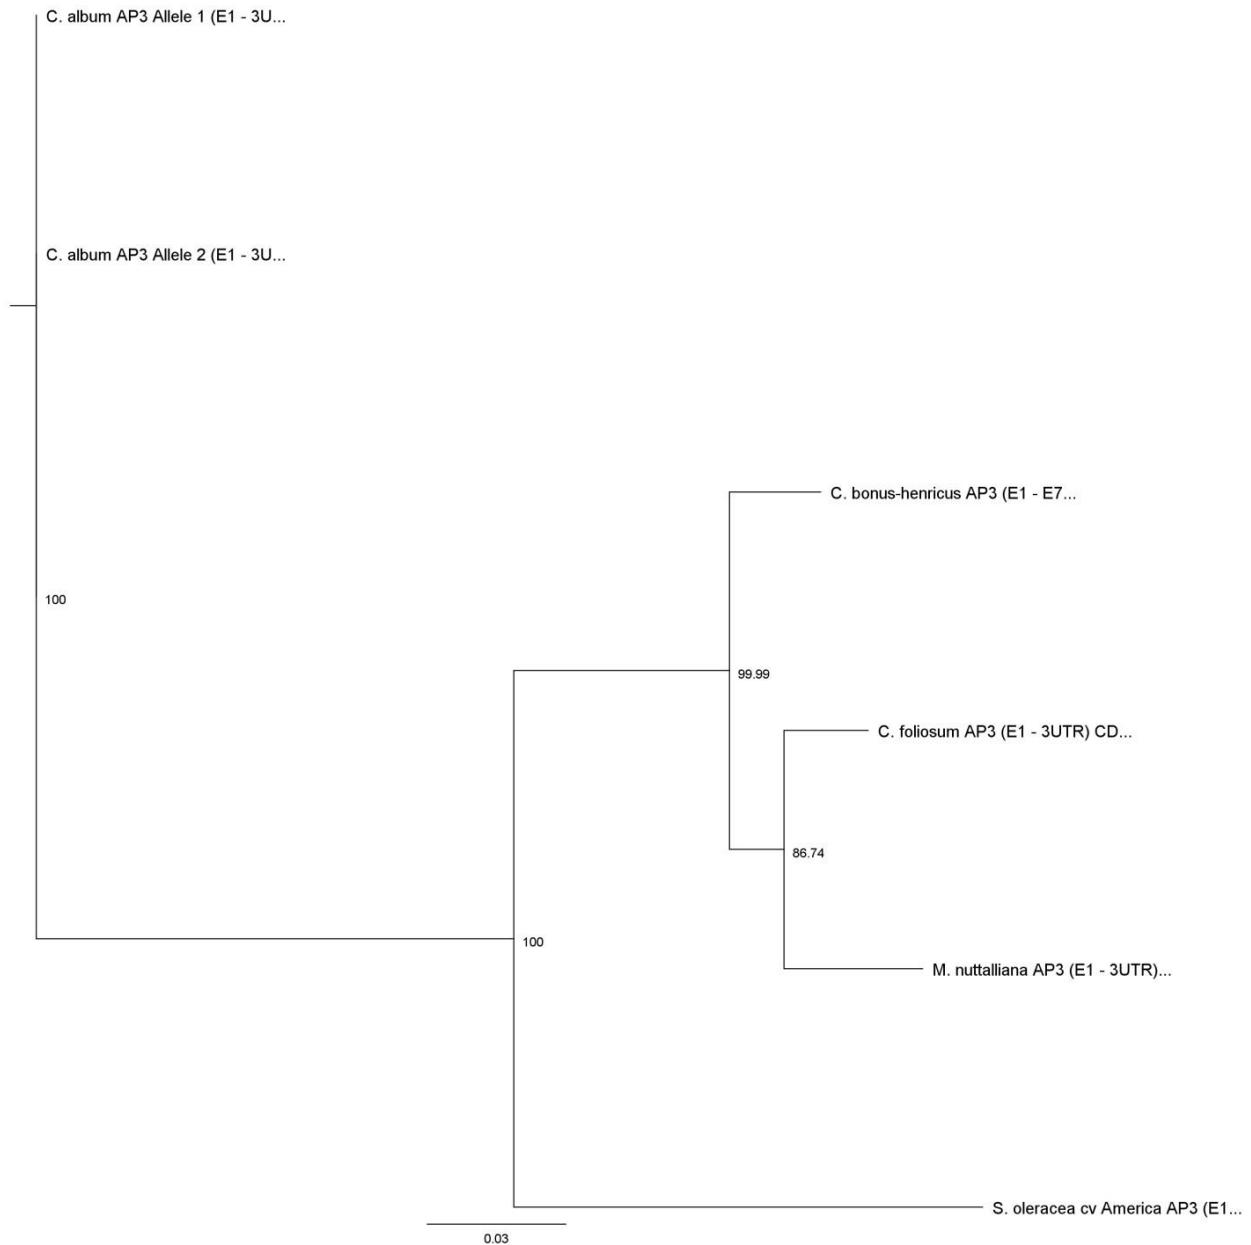 C. album AP3 Allele 1 (E1 - 3U...
C. album AP3 Allele 2 (E1 - 3U...
C. bonus-henricus AP3 (E1 - E7...
100
99.99
C. foliosum AP3 (E1 - 3UTR) CD...
86.74
100
M. nuttalliana AP3 (E1 - 3UTR)...
S. oleracea cv America AP3 (E1...
0.03